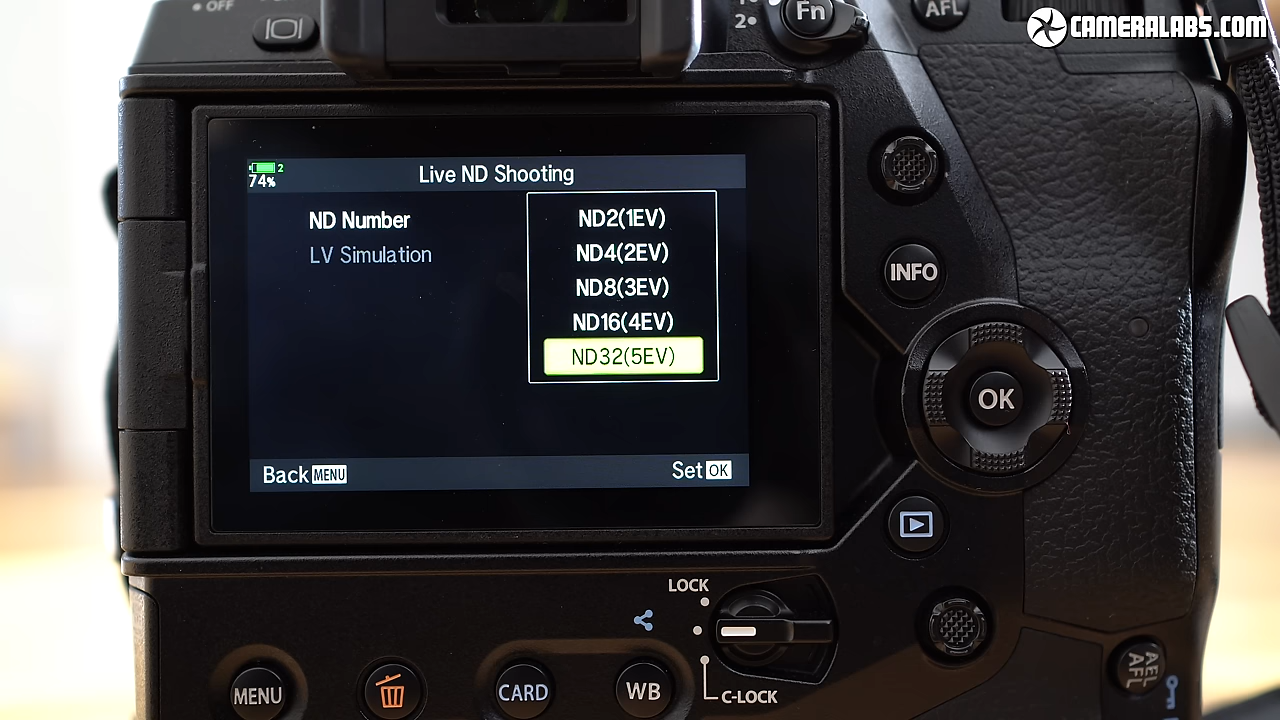 OFF
1
2
Fn
AFL
CAMERALABS.COM
2
74%
Live ND Shooting
ND Number
LV Simulation
ND2(1EV)
ND4(2EV)
ND8(3EV)
ND16(4EV)
ND32(5EV)
Back MENU
Set OK
INFO
OK
LOCK
C-LOCK
MENU
CARD
WB
AEL
AFL